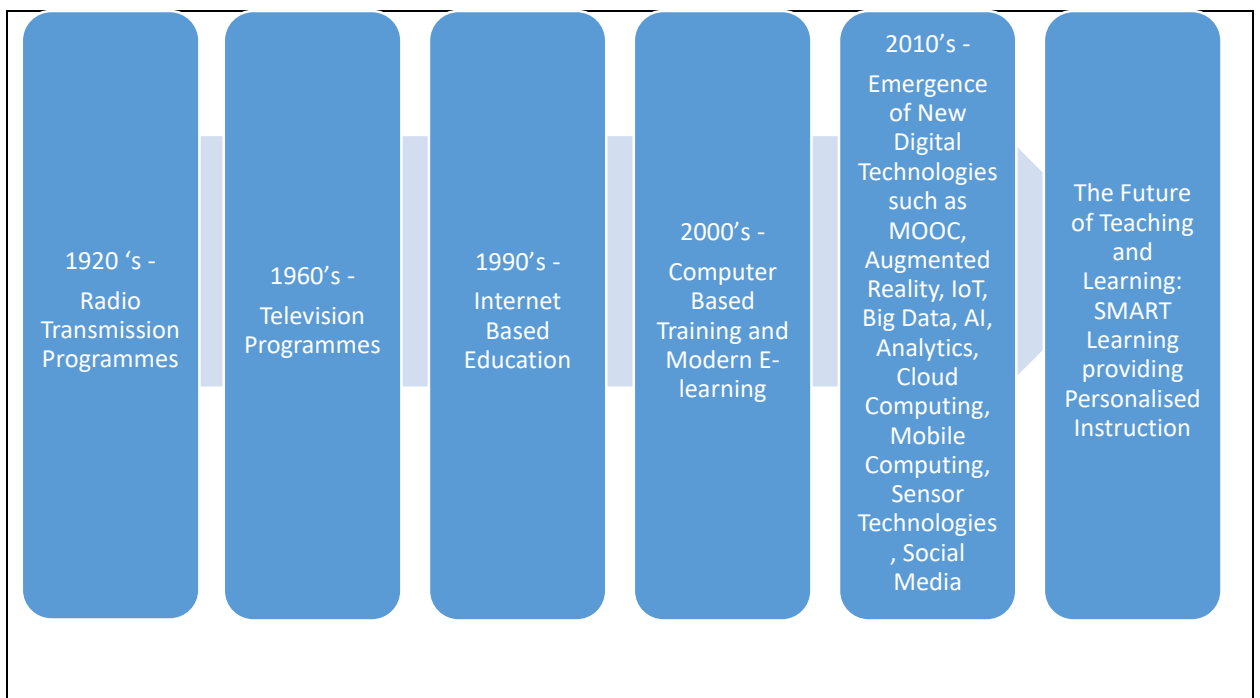 1920 ‘s -
Radio
Transmission
Programmes
1960’s -
Television
Programmes
1990’s -
Internet
Based
Education
2000’s -
Computer
Based
Training and
Modern E-
learning
2010’s -
Emergence
of New
Digital
Technologies
such as
MOOC,
Augmented
Reality, IoT,
Big Data, AI,
Analytics,
Cloud
Computing,
Mobile
Computing,
Sensor
Technologies
, Social
Media
The Future
of Teaching
and
Learning:
SMART
Learning
providing
Personalised
Instruction